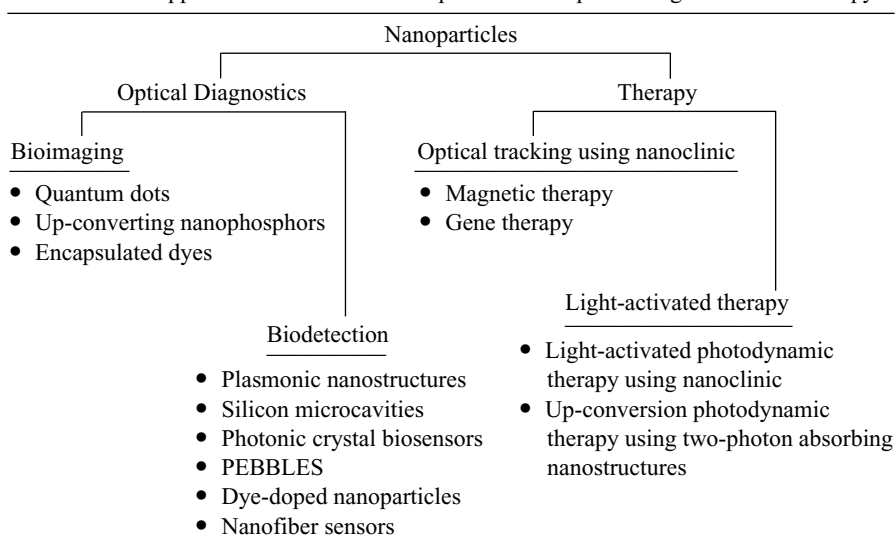 Nanoparticles
Optical Diagnostics
Therapy
Bioimaging
• Quantum dots
• Up-converting nanophosphors
• Encapsulated dyes
Optical tracking using nanoclinic
• Magnetic therapy
• Gene therapy
Biodetection
• Plasmonic nanostructures
• Silicon microcavities
• Photonic crystal biosensors
• PEBBLES
• Dye-doped nanoparticles
• Nanofiber sensors
Light-activated therapy
• Light-activated photodynamic
therapy using nanoclinic
• Up-conversion photodynamic
therapy using two-photon absorbing
nanostructures